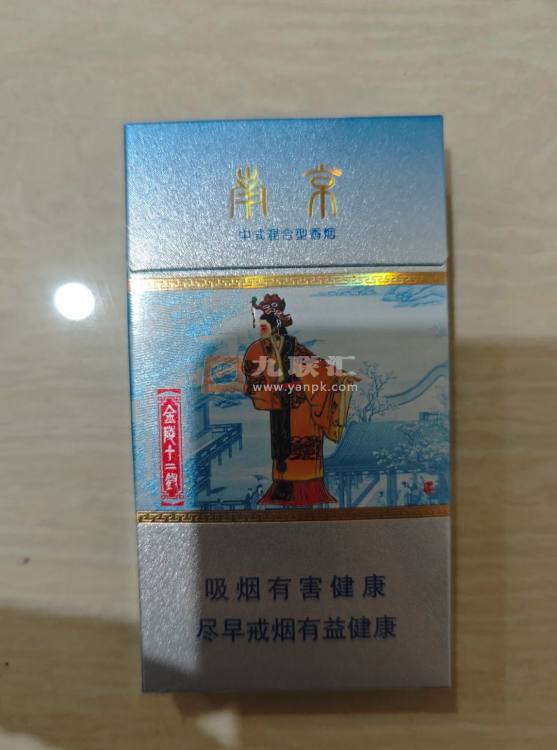 南京
中式混合型香烟
九联汇
www.yanpk.com
金陵十二钗
吸烟有害健康
尽早戒烟有益健康